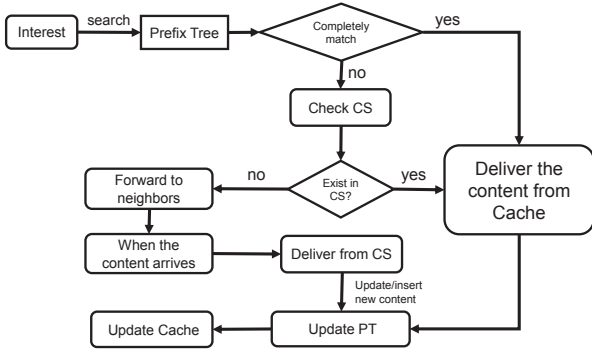 Interest
search
Prefix Tree
Completely
match
yes
no
Check CS
Exist in
CS?
no
yes
Deliver the
content from
Cache
Forward to
neighbors
When the
content arrives
Deliver from CS
Update/insert
new content
Update PT
Update Cache